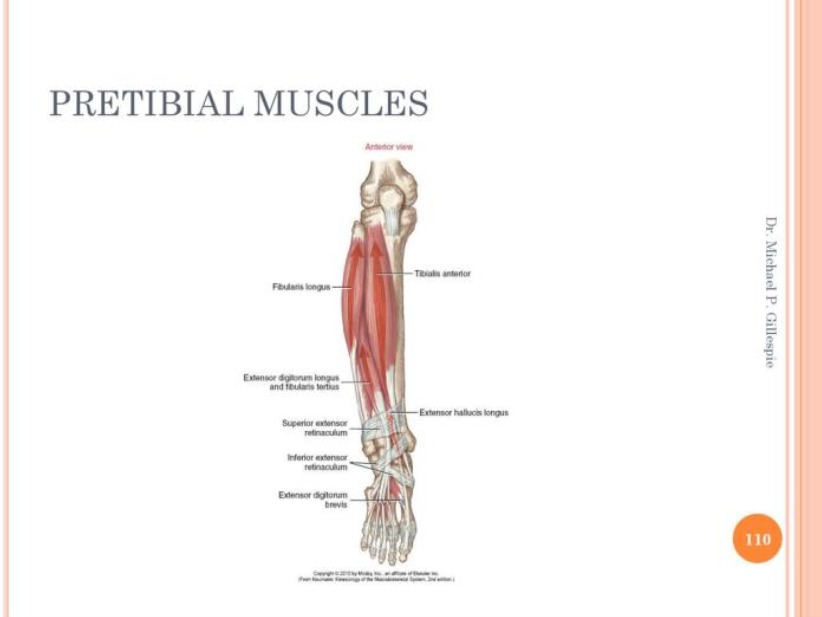 PRETIBIAL MUSCLES
Anterior view
Tibialis anterior
Fibularis longus
Extensor digitorum longus
and fibularis tertius
Extensor hallucis longus
Superior extensor
retinaculum
Inferior extensor
retinaculum
Extensor digitorum
brevis
Copyright © 2010 by Mosby, Inc., an affiliate of Elsevier Inc.
(From Neumann: Kinesiology of the Musculoskeletal System, 2nd edition.)
Dr. Michael P. Gillespie
110